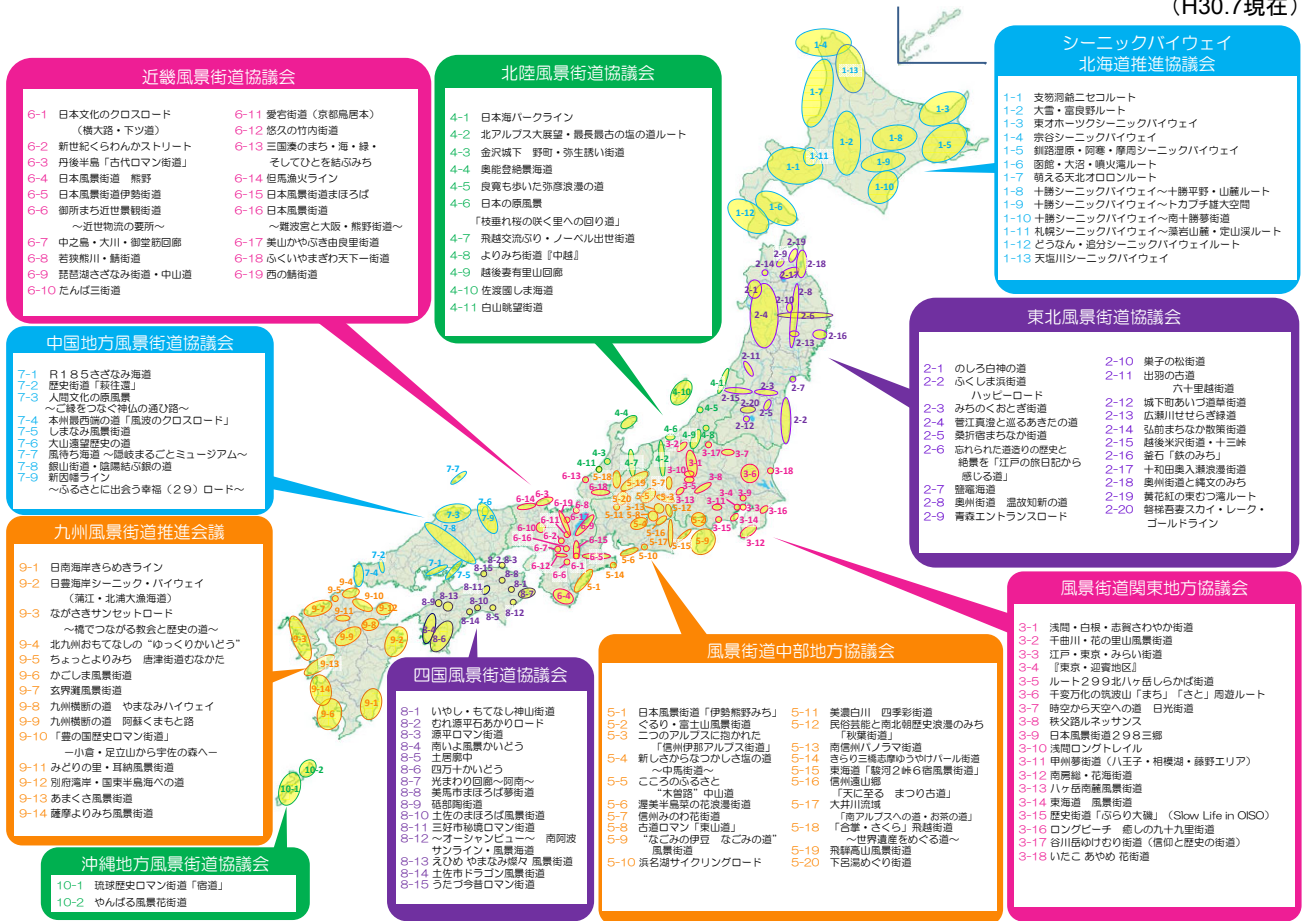 （H30.7現在）
近畿風景街道協議会
6-1 日本文化のクロスロード
（横大路・下ツ道）
6-2 新世紀くらわんかストリート
6-3 丹後半島「古代ロマン街道」
6-4 日本風景街道 熊野
6-5 日本風景街道伊勢街道
6-6 御所まち近世景観街道
～近世物流の要所～
6-7 中之島・大川・御堂筋回廊
6-8 若狭熊川・鯖街道
6-9 琵琶湖さざなみ街道・中山道
6-10 たんば三街道
6-11 愛宕街道（京都鳥居本）
6-12 悠久の竹内街道
6-13 三国湊のまち・海・緑・
そしてひとを結ぶみち
6-14 但馬漁火ライン
6-15 日本風景街道まほろば
6-16 日本風景街道
～難波宮と大阪・熊野街道～
6-17 美山かやぶき由良里街道
6-18 ふくいやまぎわ天下一街道
6-19 西の鯖街道
北陸風景街道協議会
4-1 日本海パークライン
4-2 北アルプス大展望・最長最古の塩の道ルート
4-3 金沢城下 野町・弥生誘い街道
4-4 奥能登絶景海道
4-5 良寛も歩いた弥彦浪漫の道
4-6 日本の原風景
「枝垂れ桜の咲く里への回り道」
4-7 飛越交流ぶり・ノーベル出世街道
4-8 よりみち街道『中越』
4-9 越後妻有里山回廊
4-10 佐渡國しま海道
4-11 白山眺望街道
シーニックバイウェイ
北海道推進協議会
1-1 支笏洞爺ニセコルート
1-2 大雪・富良野ルート
1-3 東オホーツクシーニックバイウェイ
1-4 宗谷シーニックバイウェイ
1-5 釧路湿原・阿寒・摩周シーニックバイウェイ
1-6 函館・大沼・噴火湾ルート
1-7 萌える天北オロロンルート
1-8 十勝シーニックバイウェイ～十勝平野・山麓ルート
1-9 十勝シーニックバイウェイ～トカプチ雄大空間
1-10 十勝シーニックバイウェイ～南十勝夢街道
1-11 札幌シーニックバイウェイ～藻岩山麓・定山渓ルート
1-12 どうなん・追分シーニックバイウェイルート
1-13 天塩川シーニックバイウェイ
東北風景街道協議会
2-1 のしろ白神の道
2-2 ふくしま浜街道
ハッピーロード
2-3 みちのくおとぎ街道
2-4 菅江真澄と巡るあきたの道
2-5 桑折宿まちなか街道
2-6 忘れられた道造りの歴史と
絶景を「江戸の旅日記から
感じる道」
2-7 鹽竈海道
2-8 奥州街道 温故知新の道
2-9 青森エントランスロード
2-10 巣子の松街道
2-11 出羽の古道
六十里越街道
2-12 城下町あいづ道草街道
2-13 広瀬川せせらぎ緑道
2-14 弘前まちなか散策街道
2-15 越後米沢街道・十三峠
2-16 釜石「鉄のみち」
2-17 十和田奥入瀬浪漫街道
2-18 奥州街道と縄文のみち
2-19 黄花紅の東むつ湾ルート
2-20 磐梯吾妻スカイ・レーク・
ゴールドライン
中国地方風景街道協議会
7-1 Ｒ１８５さざなみ海道
7-2 歴史街道「萩往還」
7-3 人間文化の原風景
～ご縁をつなぐ神仏の通ひ路～
7-4 本州最西端の道「風波のクロスロード」
7-5 しまなみ風景街道
7-6 大山遠望歴史の道
7-7 風待ち海道 ～隠岐まるごとミュージアム～
7-8 銀山街道・陰陽結ぶ銀の道
7-9 新因幡ライン
～ふるさとに出会う幸福（２９）ロード～
九州風景街道推進会議
9-1 日南海岸きらめきライン
9-2 日豊海岸シーニック・バイウェイ
（蒲江・北浦大漁海道）
9-3 ながさきサンセットロード
～橋でつながる教会と歴史の道～
9-4 北九州おもてなしの“ゆっくりかいどう”
9-5 ちょっとよりみち 唐津街道むなかた
9-6 かごしま風景街道
9-7 玄界灘風景街道
9-8 九州横断の道 やまなみハイウェイ
9-9 九州横断の道 阿蘇くまもと路
9-10 「豊の国歴史ロマン街道」
－小倉・足立山から宇佐の森へ－
9-11 みどりの里・耳納風景街道
9-12 別府湾岸・国東半島海べの道
9-13 あまくさ風景街道
9-14 薩摩よりみち風景街道
沖縄地方風景街道協議会
10-1 琉球歴史ロマン街道「宿道」
10-2 やんばる風景花街道
四国風景街道協議会
8-1 いやし・もてなし神山街道
8-2 むれ源平石あかりロード
8-3 源平ロマン街道
8-4 南いよ風景かいどう
8-5 土居廓中
8-6 四万十かいどう
8-7 光まわり回廊～阿南～
8-8 美馬市まほろば夢街道
8-9 砥部陶街道
8-10 土佐のまほろば風景街道
8-11 三好市秘境ロマン街道
8-12 ～オーシャンビュー～ 南阿波
サンライン・風景海道
8-13 えひめ やまなみ燦々 風景街道
8-14 土佐市ドラゴン風景街道
8-15 うたづ今昔ロマン街道
風景街道中部地方協議会
5-1 日本風景街道「伊勢熊野みち」
5-2 ぐるり・富士山風景街道
5-3 二つのアルプスに抱かれた
「信州伊那アルプス街道」
5-4 新しさからなつかしさ塩の道
～中馬街道～
5-5 こころのふるさと
“木曽路”中山道
5-6 渥美半島菜の花浪漫街道
5-7 信州みのわ花街道
5-8 古道ロマン「東山道」
5-9 “なごみの伊豆 なごみの道”
風景街道
5-10 浜名湖サイクリングロード
5-11 美濃白川 四季彩街道
5-12 民俗芸能と南北朝歴史浪漫のみち
「秋葉街道」
5-13 南信州パノラマ街道
5-14 きらり三橋志摩ゆうやけパール街道
5-15 東海道「駿河２峠６宿風景街道」
5-16 信州遠山郷
「天に至る まつり古道」
5-17 大井川流域
「南アルプスへの道・お茶の道」
5-18 「合掌・さくら」飛越街道
～世界遺産をめぐる道～
5-19 飛騨高山風景街道
5-20 下呂湯めぐり街道
風景街道関東地方協議会
3-1 浅間・白根・志賀さわやか街道
3-2 千曲川・花の里山風景街道
3-3 江戸・東京・みらい街道
3-4 『東京・迎賓地区』
3-5 ルート２９９北八ヶ岳しらかば街道
3-6 千変万化の筑波山「まち」「さと」周遊ルート
3-7 時空から天空への道 日光街道
3-8 秩父路ルネッサンス
3-9 日本風景街道２９８三郷
3-10 浅間ロングトレイル
3-11 甲州夢街道（八王子・相模湖・藤野エリア）
3-12 南房総・花海街道
3-13 八ヶ岳南麓風景街道
3-14 東海道 風景街道
3-15 歴史街道「ぶらり大磯」（Slow Life in OISO）
3-16 ロングビーチ 癒しの九十九里街道
3-17 谷川岳ゆけむり街道（信仰と歴史の街道）
3-18 いたこ あやめ 花街道